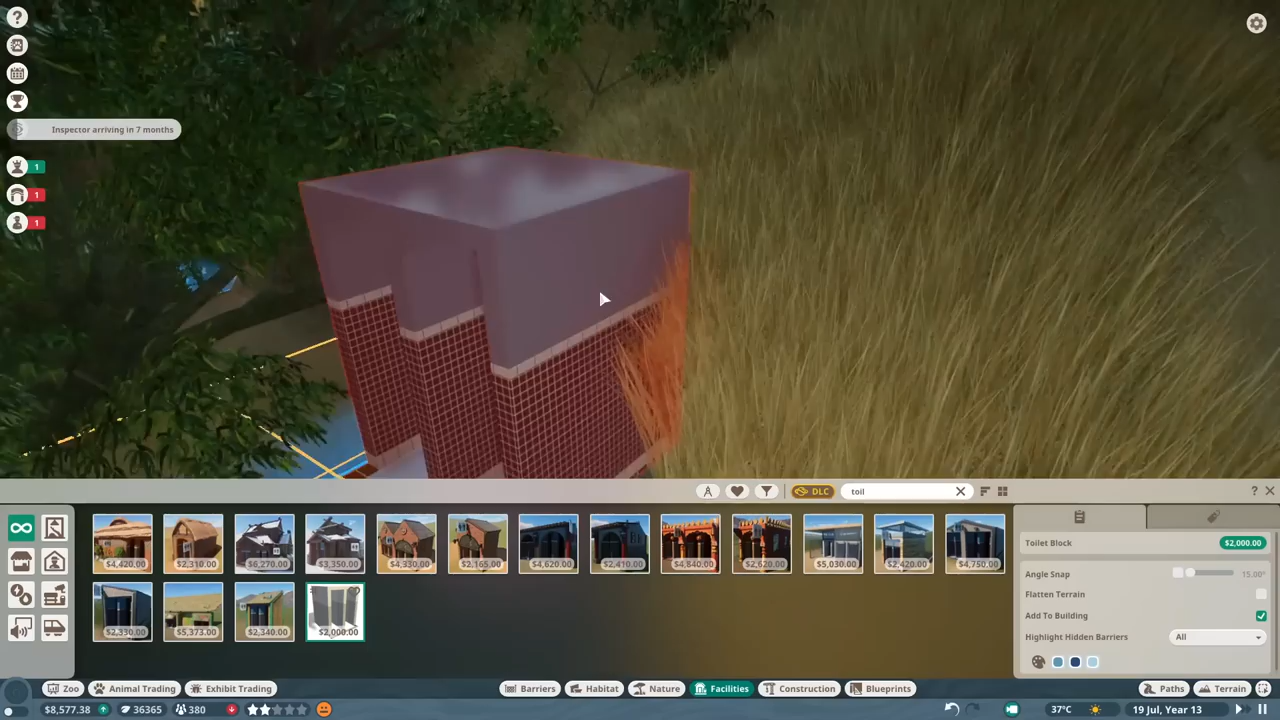 ?
Inspector arriving in 7 months
1
1
1
DLC
toil
?
$4,420.00
$2,310.00
$6,270.00
$3,350.00
$4,330.00
$2,165.00
$4,620.00
$2,410.00
$4,840.00
$2,620.00
$5,030.00
$2,420.00
$4,750.00
$2,330.00
$5,373.00
$2,340.00
$2,000.00
Toilet Block
$2,000.00
Angle Snap
15.00°
Flatten Terrain
Add To Building
Highlight Hidden Barriers
All
Zoo
Animal Trading
Exhibit Trading
Barriers
Habitat
Nature
Facilities
Construction
Blueprints
Paths
Terrain
$8,577.38
36365
380
37°C
19 Jul, Year 13